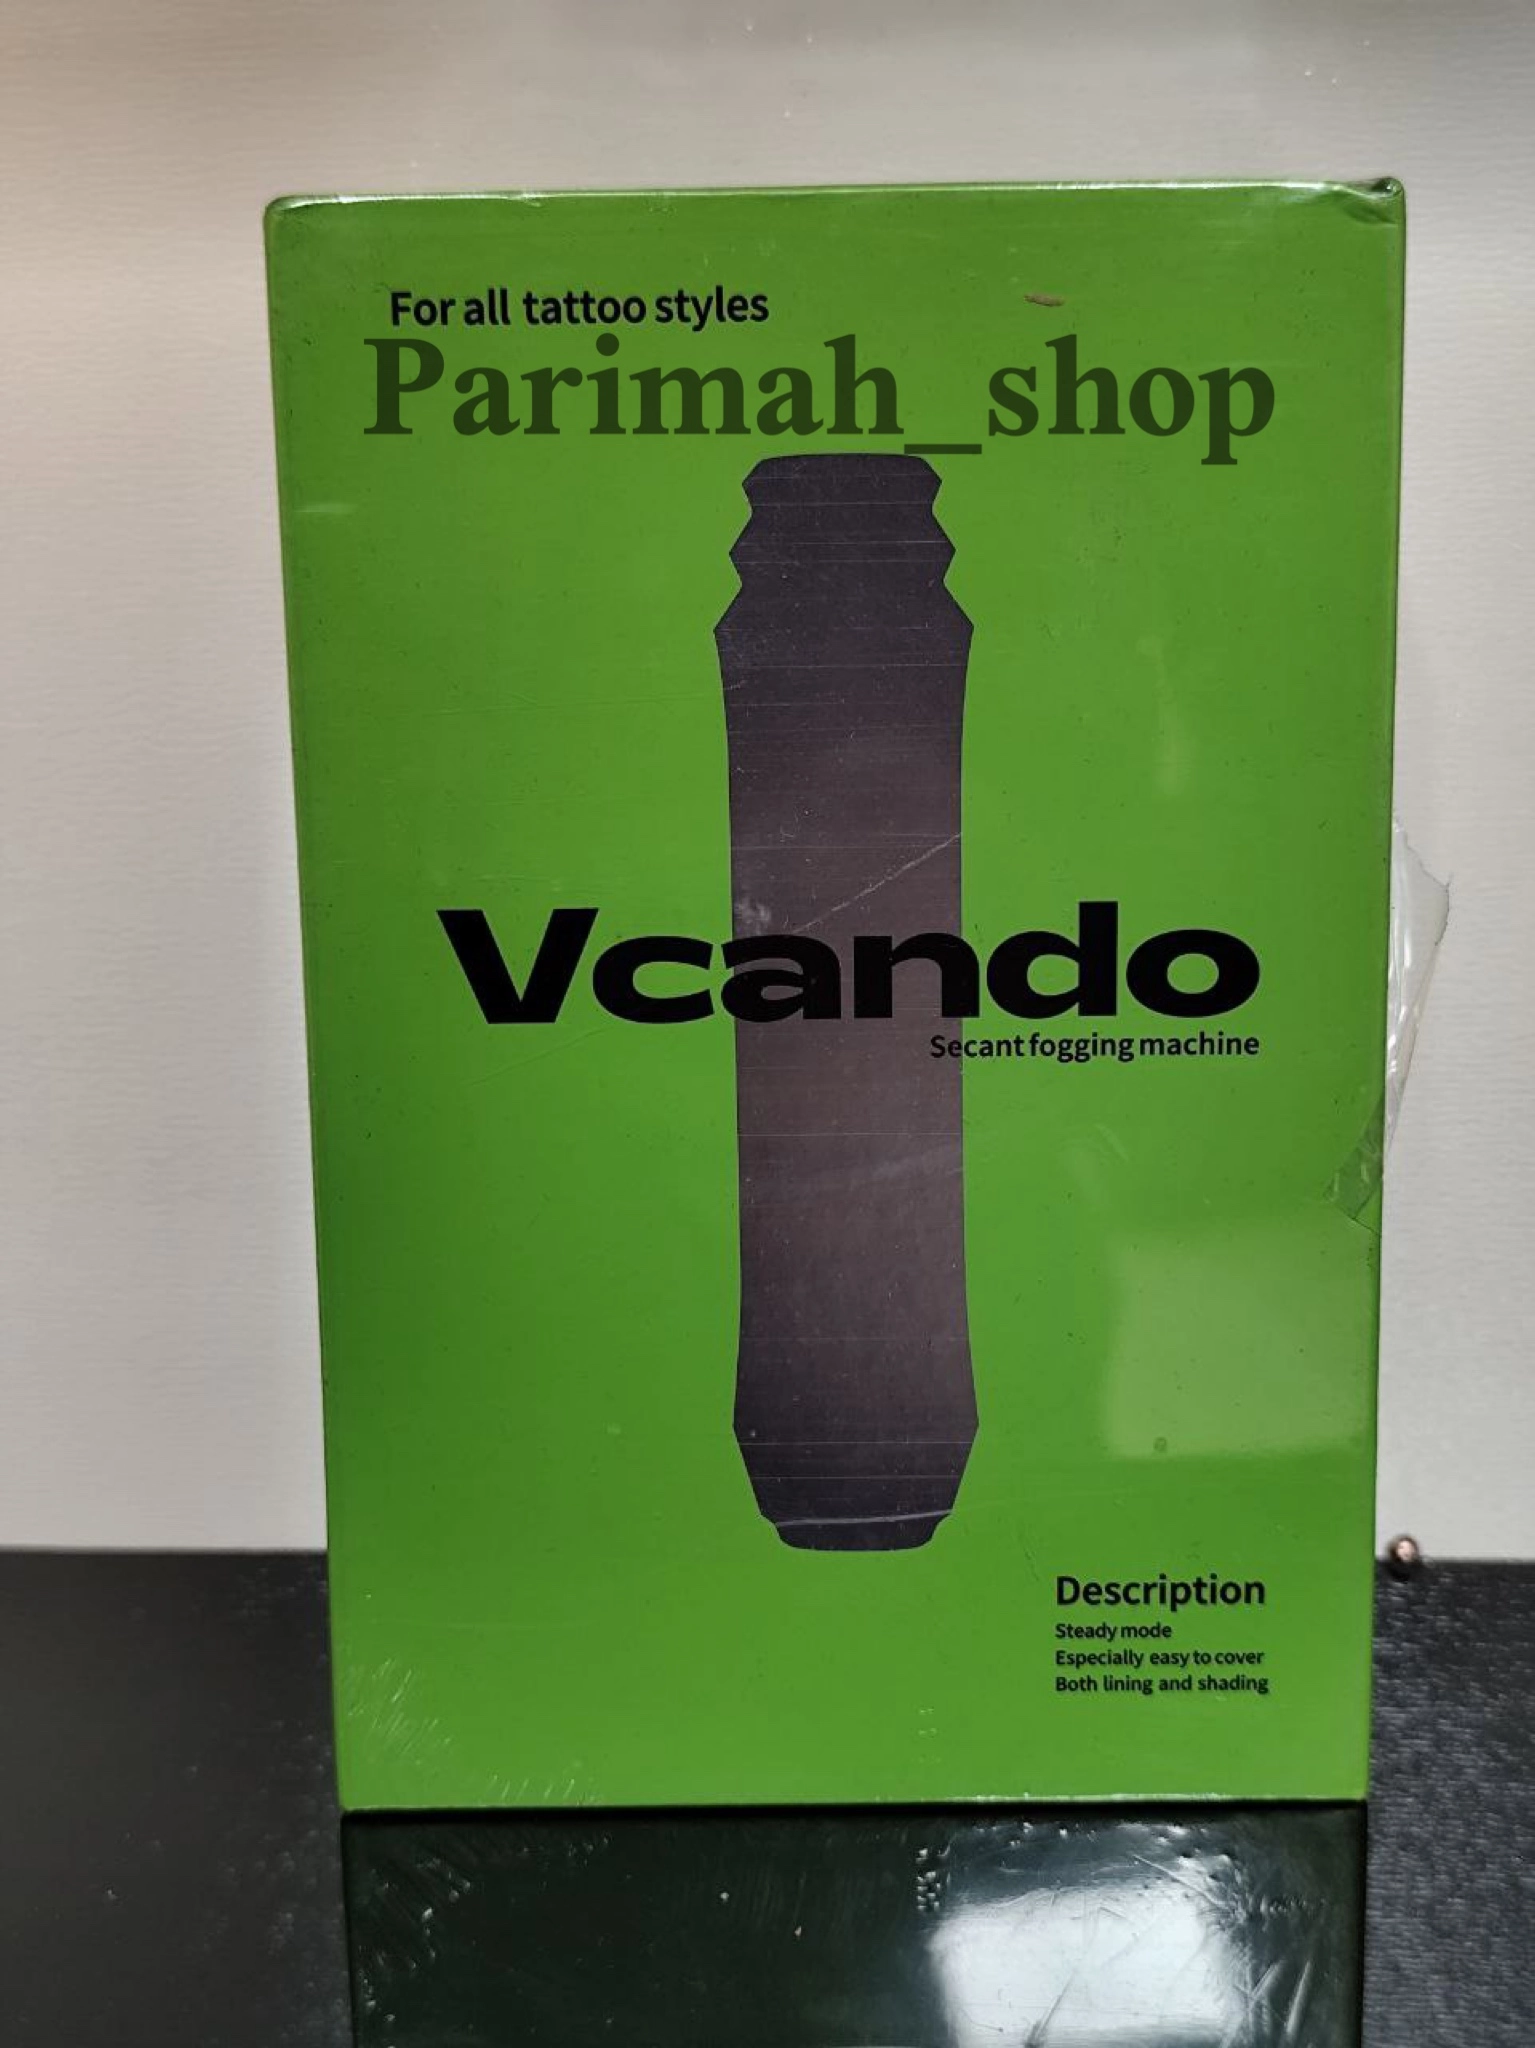 For all tattoo styles
Parimah_shop
Vcando
Secant fogging machine
Description
Steady mode
Especially easy to cover
Both lining and shading